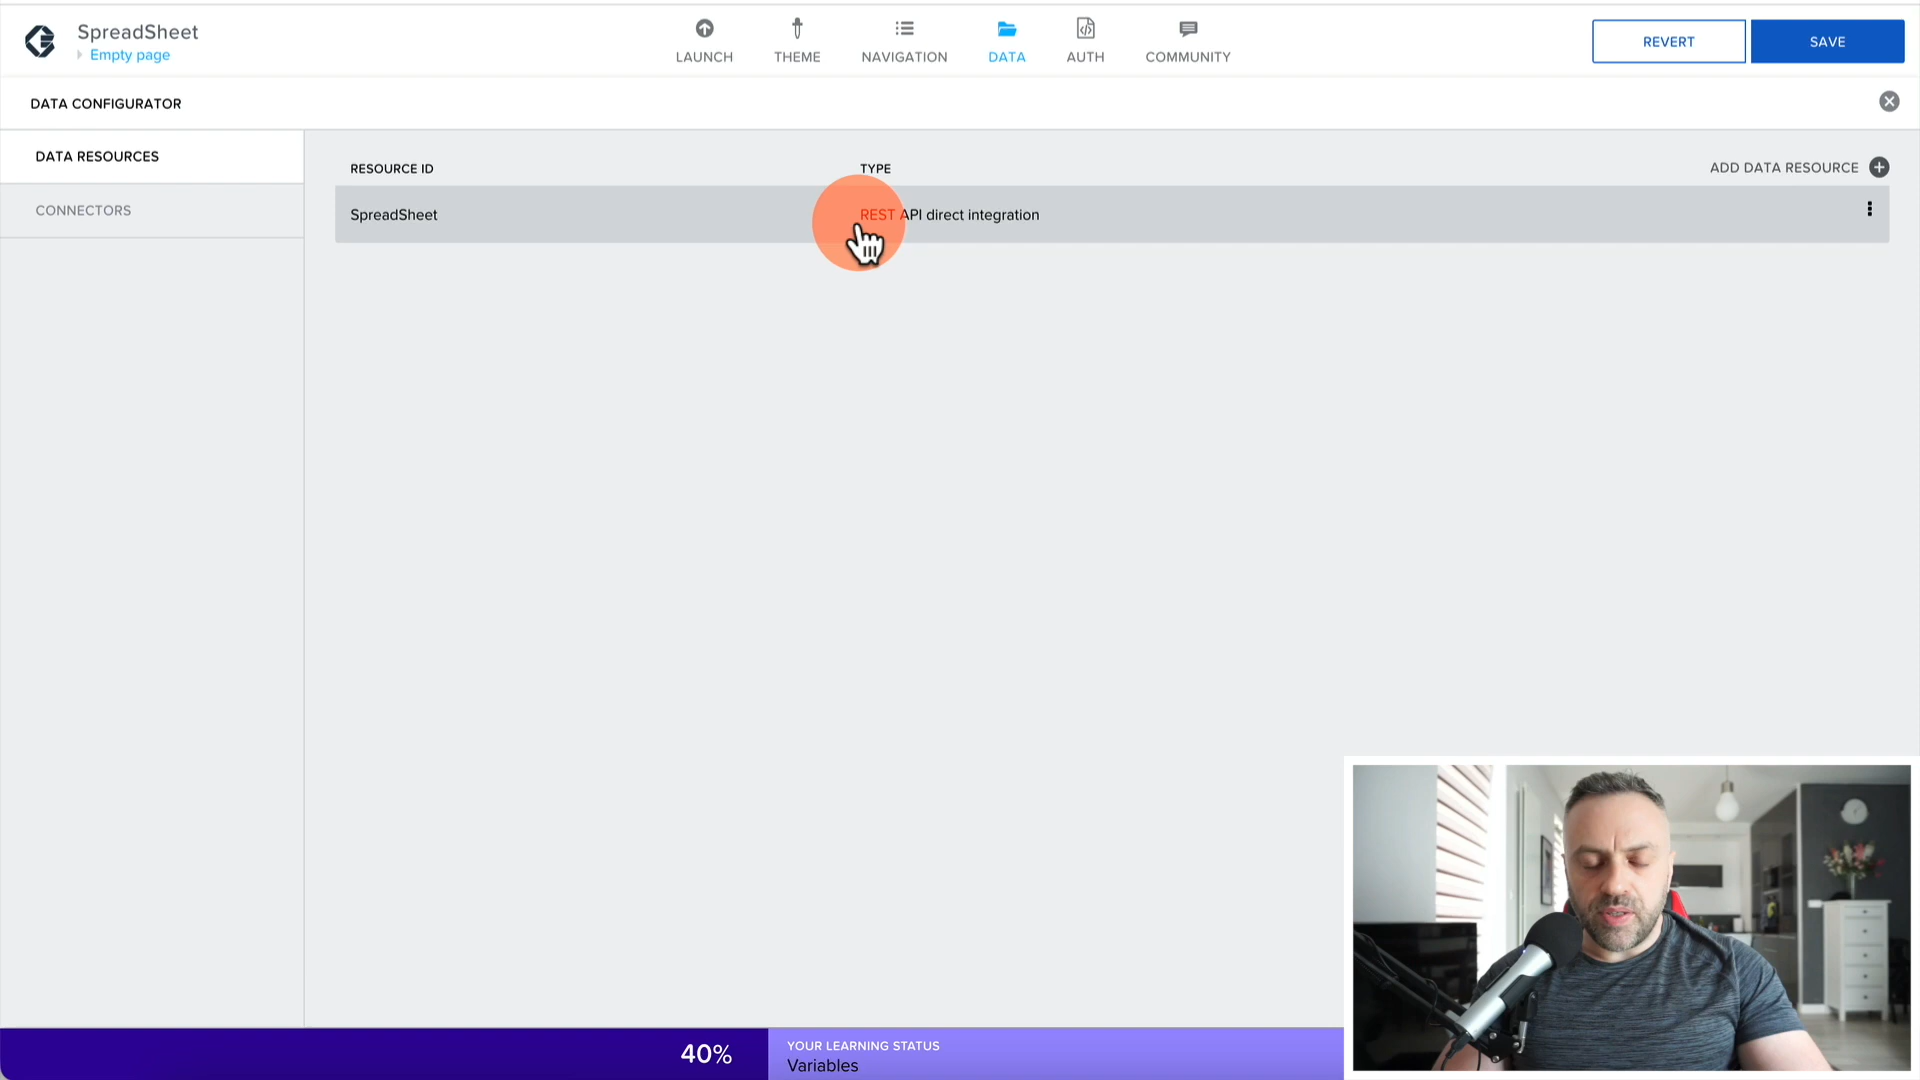 SpreadSheet
Empty page
LAUNCH
THEME
NAVIGATION
DATA
AUTH
COMMUNITY
REVERT
SAVE
DATA CONFIGURATOR
DATA RESOURCES
CONNECTORS
RESOURCE ID
TYPE
ADD DATA RESOURCE
SpreadSheet
REST API direct integration
40%
YOUR LEARNING STATUS
Variables